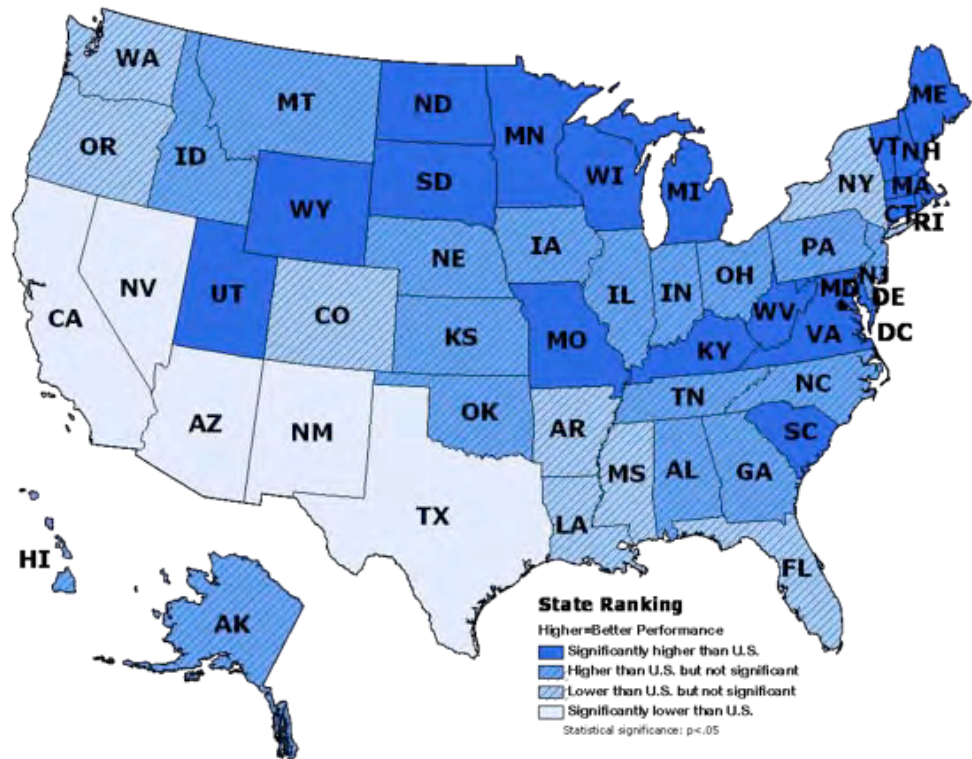 WA
MT
ND
MN
ME
OR
ID
SD
WI
MI
VT
NH
WY
NY
MA
CT
RI
NE
IA
PA
NV
UT
CO
IL
IN
OH
NJ
MD
DE
CA
KS
MO
WV
VA
DC
KY
AZ
NM
OK
AR
TN
NC
SC
MS
AL
GA
TX
LA
FL
HI
AK
State Ranking
Higher=Better Performance
Significantly higher than U.S.
Higher than U.S. but not significant
Lower than U.S. but not significant
Significantly lower than U.S.
Statistical significance: p<.05